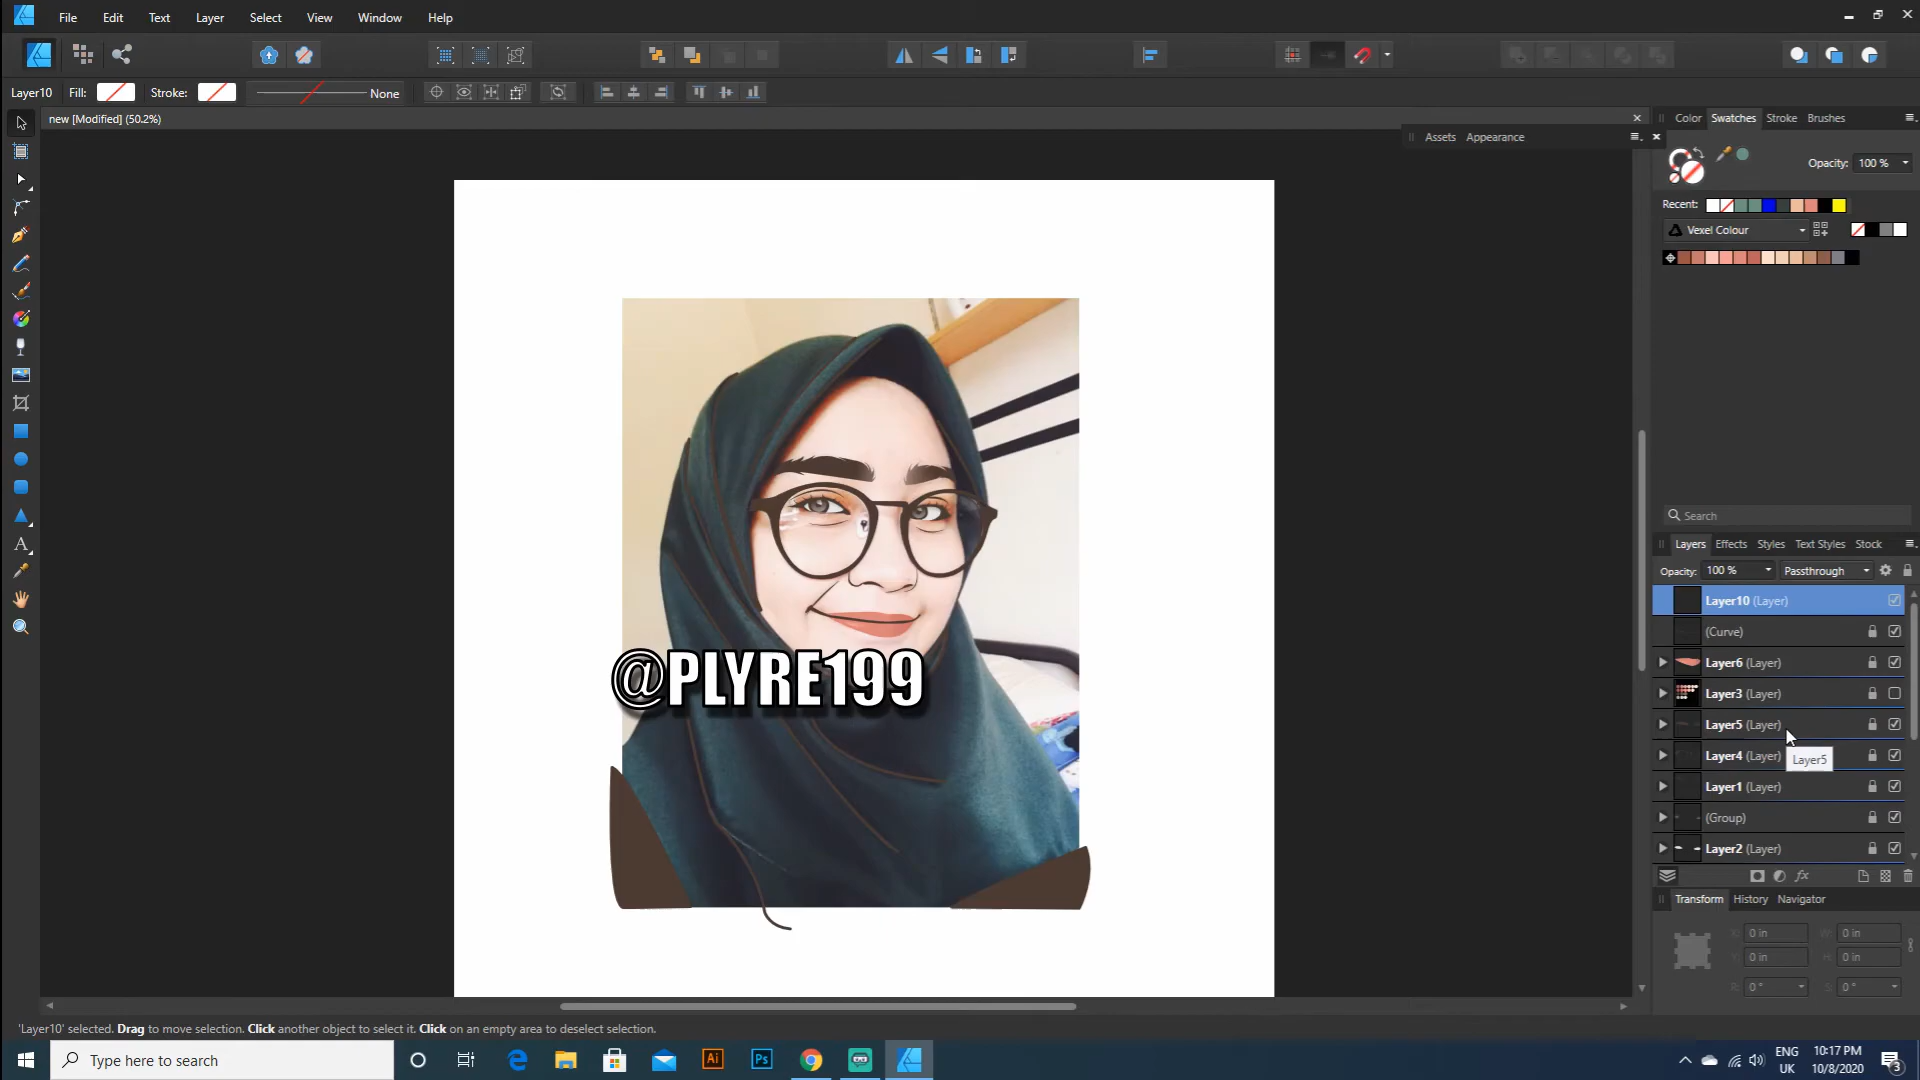 File Edit Text Layer Select View Window Help
Layer10 Fill: Stroke: None
new [Modified] (50.2%)
Assets Appearance
Color Swatches Stroke Brushes
Opacity: 100 %
Recent:
Vexel Colour
@PLYRE199
Search
Layers Effects Styles Text Styles Stock
Opacity: 100 % Passthrough
Layer10 (Layer)
(Curve)
Layer6 (Layer)
Layer3 (Layer)
Layer5 (Layer)
Layer4 (Layer)
Layer5
Layer1 (Layer)
(Group)
Layer2 (Layer)
Transform History Navigator
X: 0 in W: 0 in
Y: 0 in H: 0 in
R: 0 ° S: 0 °
'Layer10' selected. Drag to move selection. Click another object to select it. Click on an empty area to deselect selection.
Type here to search
Ai Ps
ENG 10:17 PM
UK 10/8/2020
3